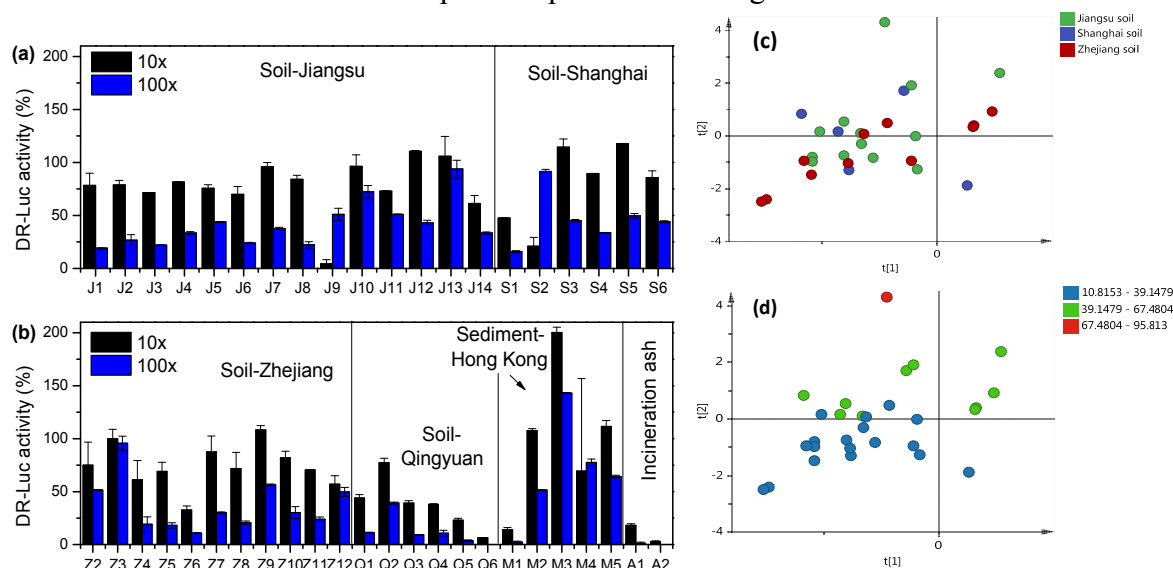 (a)
10x
100x
Soil-Jiangsu
Soil-Shanghai
DR-Luc activity (%)
200
150
100
50
0
J1 J2 J3 J4 J5 J6 J7 J8 J9 J10 J11 J12 J13 J14 S1 S2 S3 S4 S5 S6
(b)
10x
100x
Soil-Zhejiang
Soil-
Qingyuan
Sediment-
Hong Kong
Incineration ash
DR-Luc activity (%)
200
150
100
50
0
Z2 Z3 Z4 Z5 Z6 Z7 Z8 Z9 Z10 Z11 Z12 Q1 Q2 Q3 Q4 Q5 Q6 M1 M2 M3 M4 M5 A1 A2
(c)
Jiangsu soil
Shanghai soil
Zhejiang soil
4
2
0
-2
-4
t[2]
0
t[1]
(d)
10.8153 - 39.1479
39.1479 - 67.4804
67.4804 - 95.813
4
2
0
-2
-4
t[2]
0
t[1]